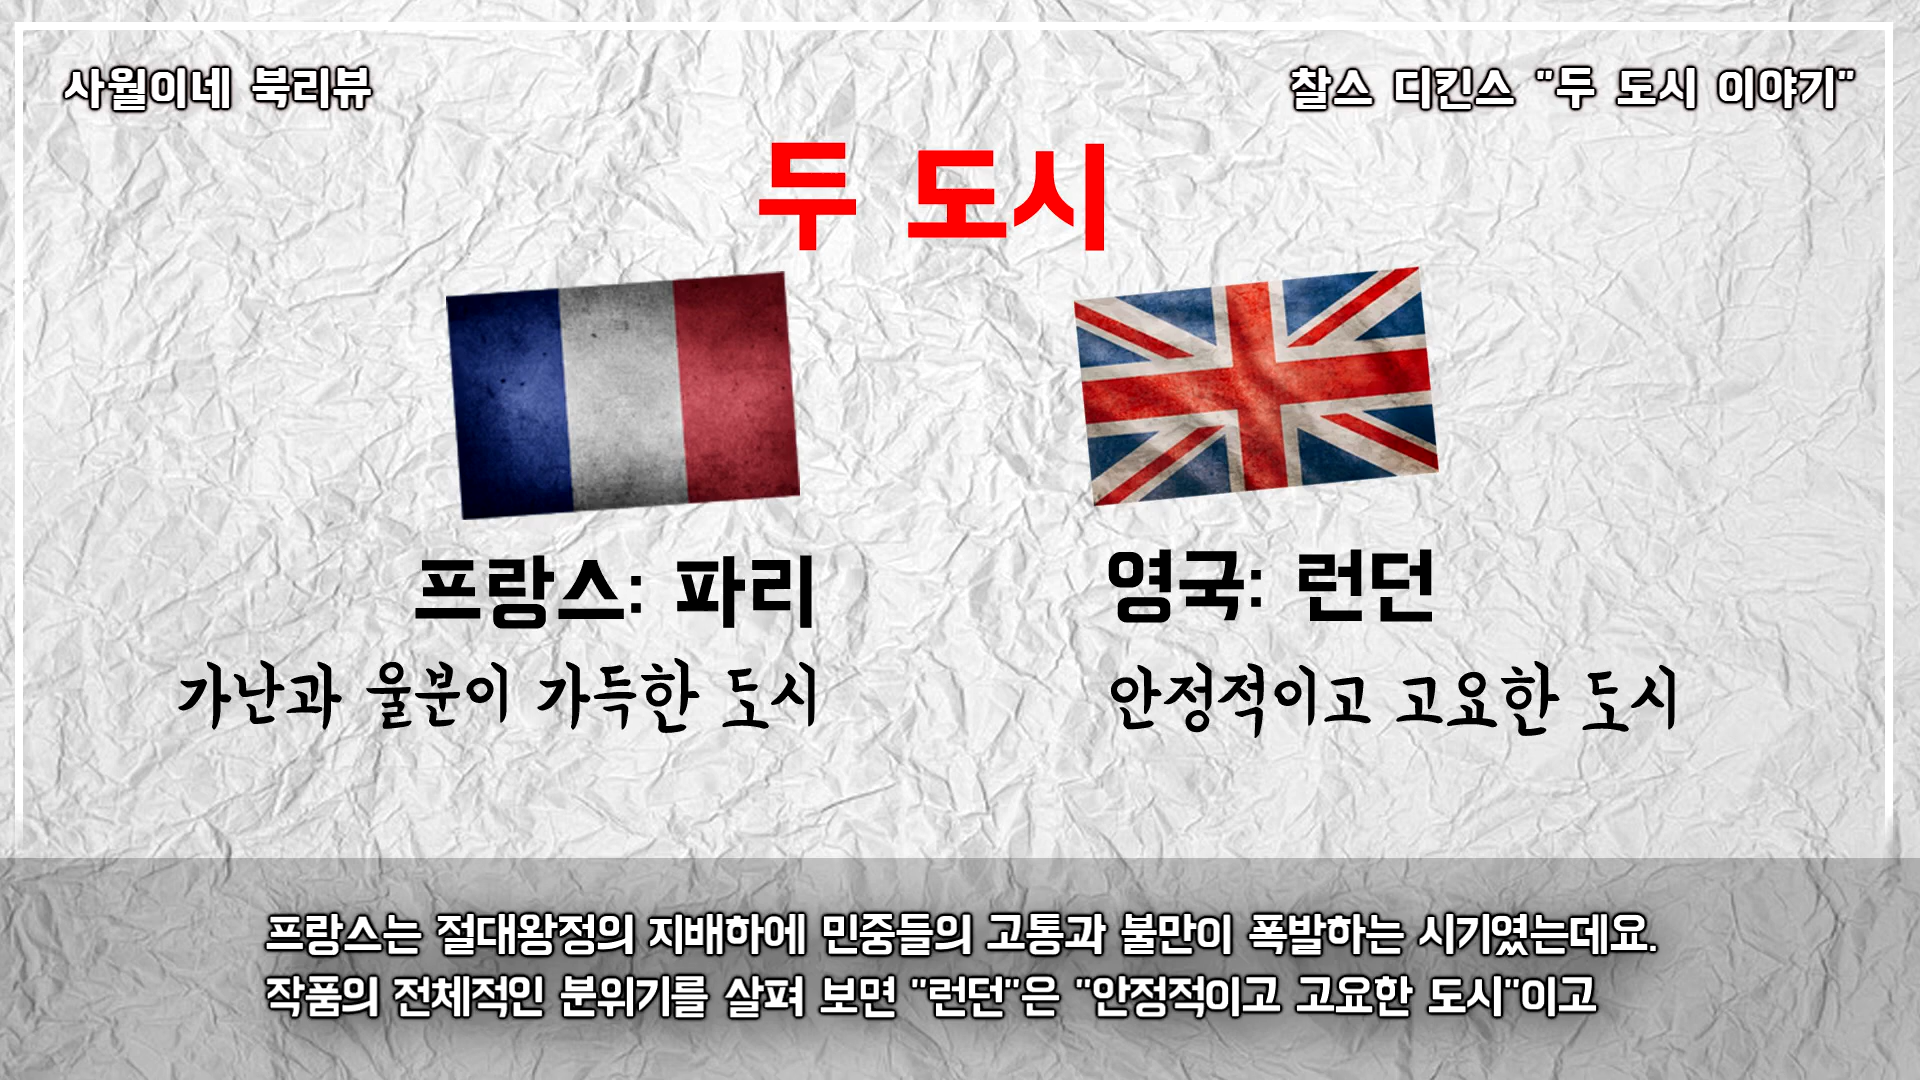 사월이네 북리뷰
찰스 디킨스 "두 도시 이야기"
두 도시
프랑스: 파리
영국: 런던
가난과 울분이 가득한 도시
안정적이고 고요한 도시
프랑스는 절대왕정의 지배하에 민중들의 고통과 불만이 폭발하는 시기였는데요.
작품의 전체적인 분위기를 살펴 보면 "런던"은 "안정적이고 고요한 도시"이고